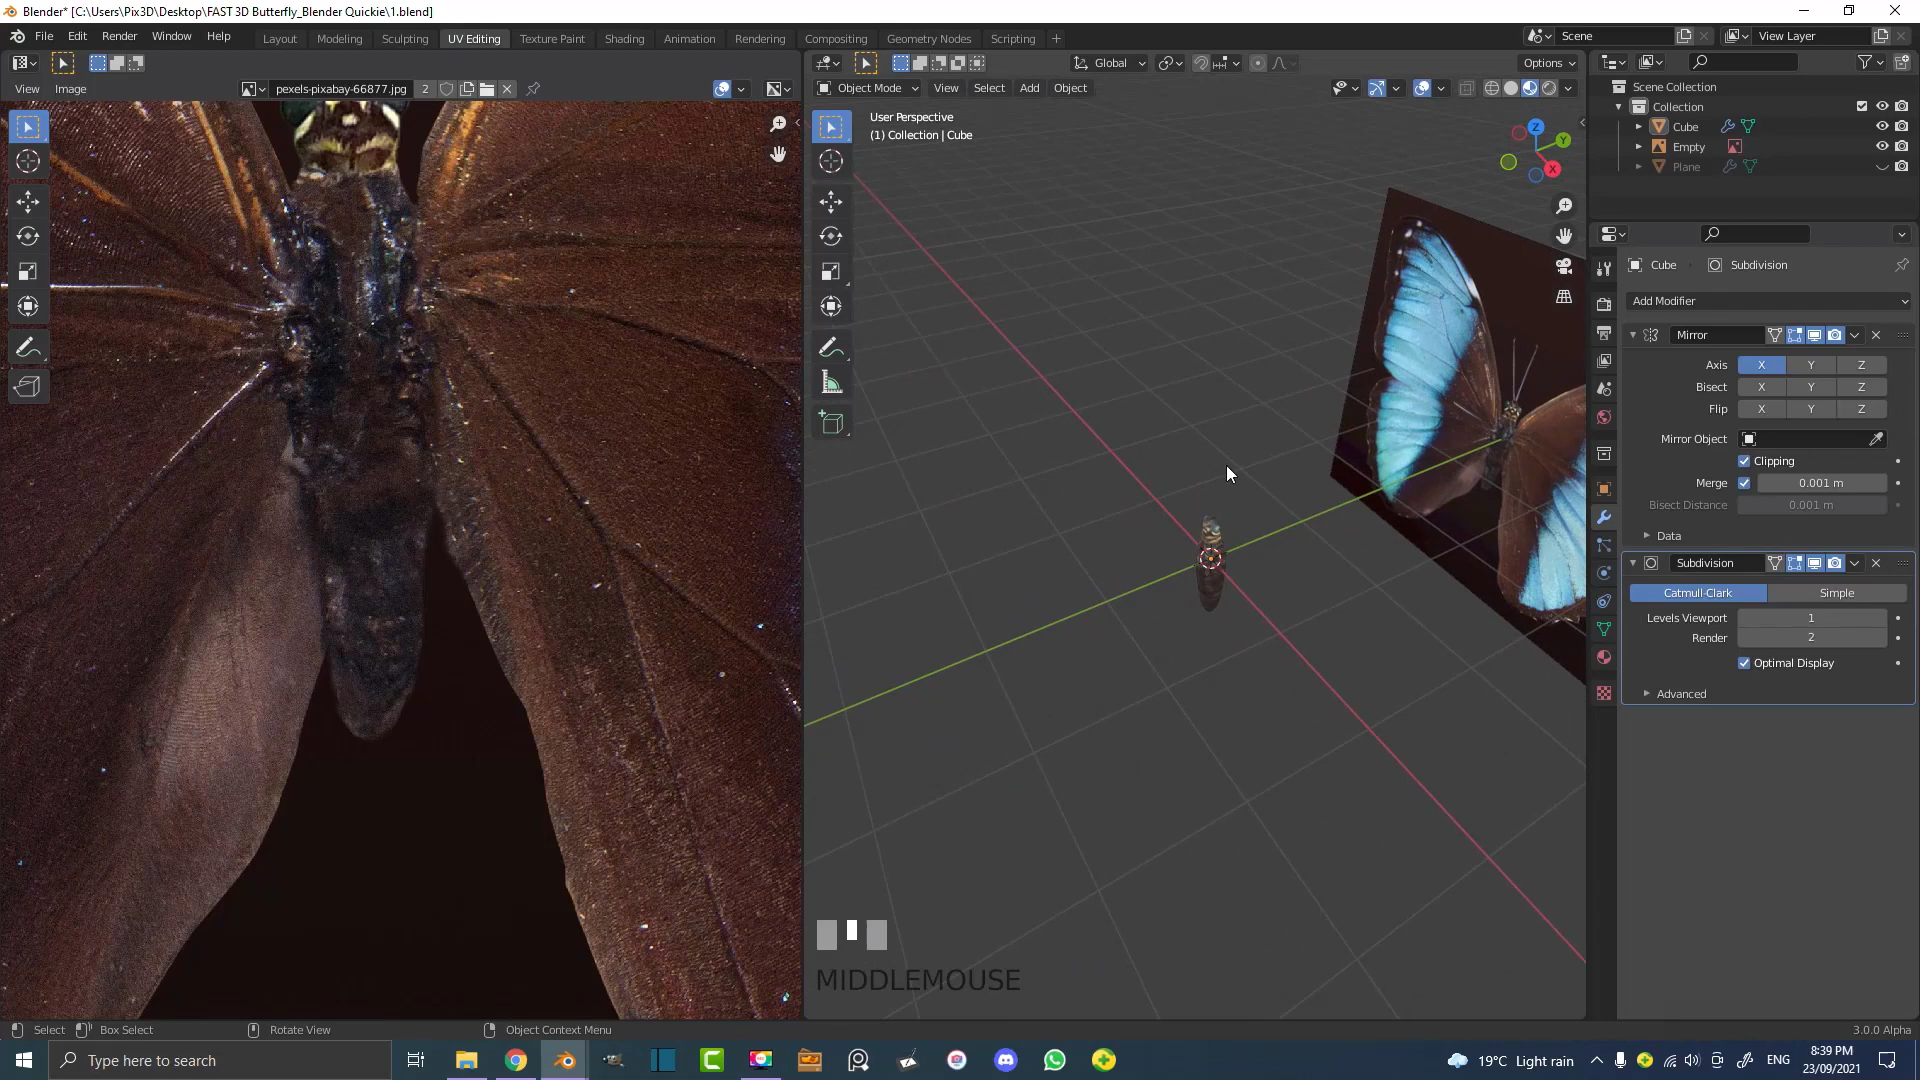 Blender* [C:\Users\Pix3D\Desktop\FAST 3D Butterfly_Blender Quickie\1.blend]
File Edit Render Window Help
Layout Modeling Sculpting UV Editing Texture Paint Shading Animation Rendering Compositing Geometry Nodes Scripting +
Scene
View Layer
Global
Options
View Image
pexels-pixabay-66877.jpg 2
Object Mode View Select Add Object
User Perspective
(1) Collection | Cube
Z
Y
X
Scene Collection
Collection
Cube
Empty
Plane
Cube
Subdivision
Add Modifier
Mirror
Axis X Y Z
Bisect X Y Z
Flip X Y Z
Mirror Object
Clipping
Merge 0.001 m
Bisect Distance 0.001 m
Data
Subdivision
Catmull-Clark Simple
Levels Viewport 1
Render 2
Optimal Display
Advanced
MIDDLEMOUSE
Select Box Select Rotate View Object Context Menu
3.0.0 Alpha
Type here to search
19°C Light rain
ENG
8:39 PM
23/09/2021